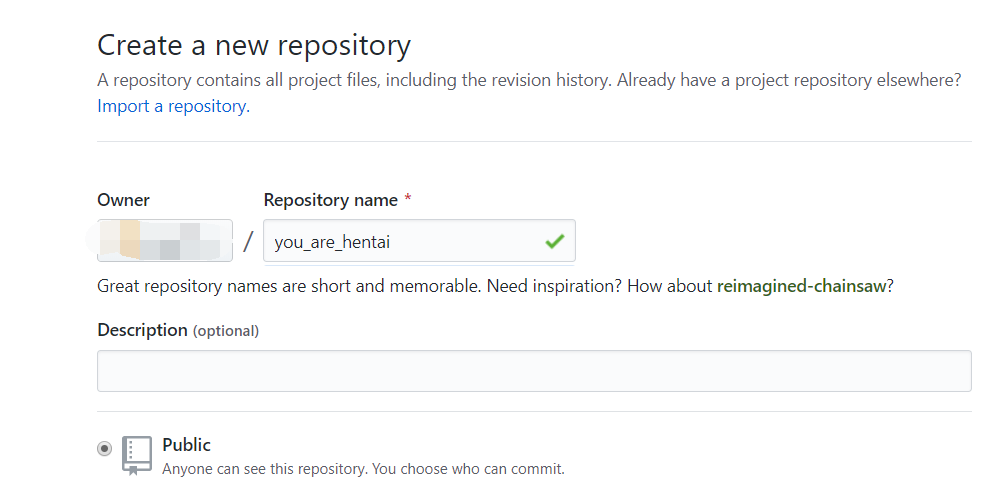 Create a new repository
A repository contains all project files, including the revision history. Already have a project repository elsewhere?
Import a repository.
Owner
Repository name *
/
you_are_hentai
Great repository names are short and memorable. Need inspiration? How about reimagined-chainsaw?
Description (optional)
Public
Anyone can see this repository. You choose who can commit.